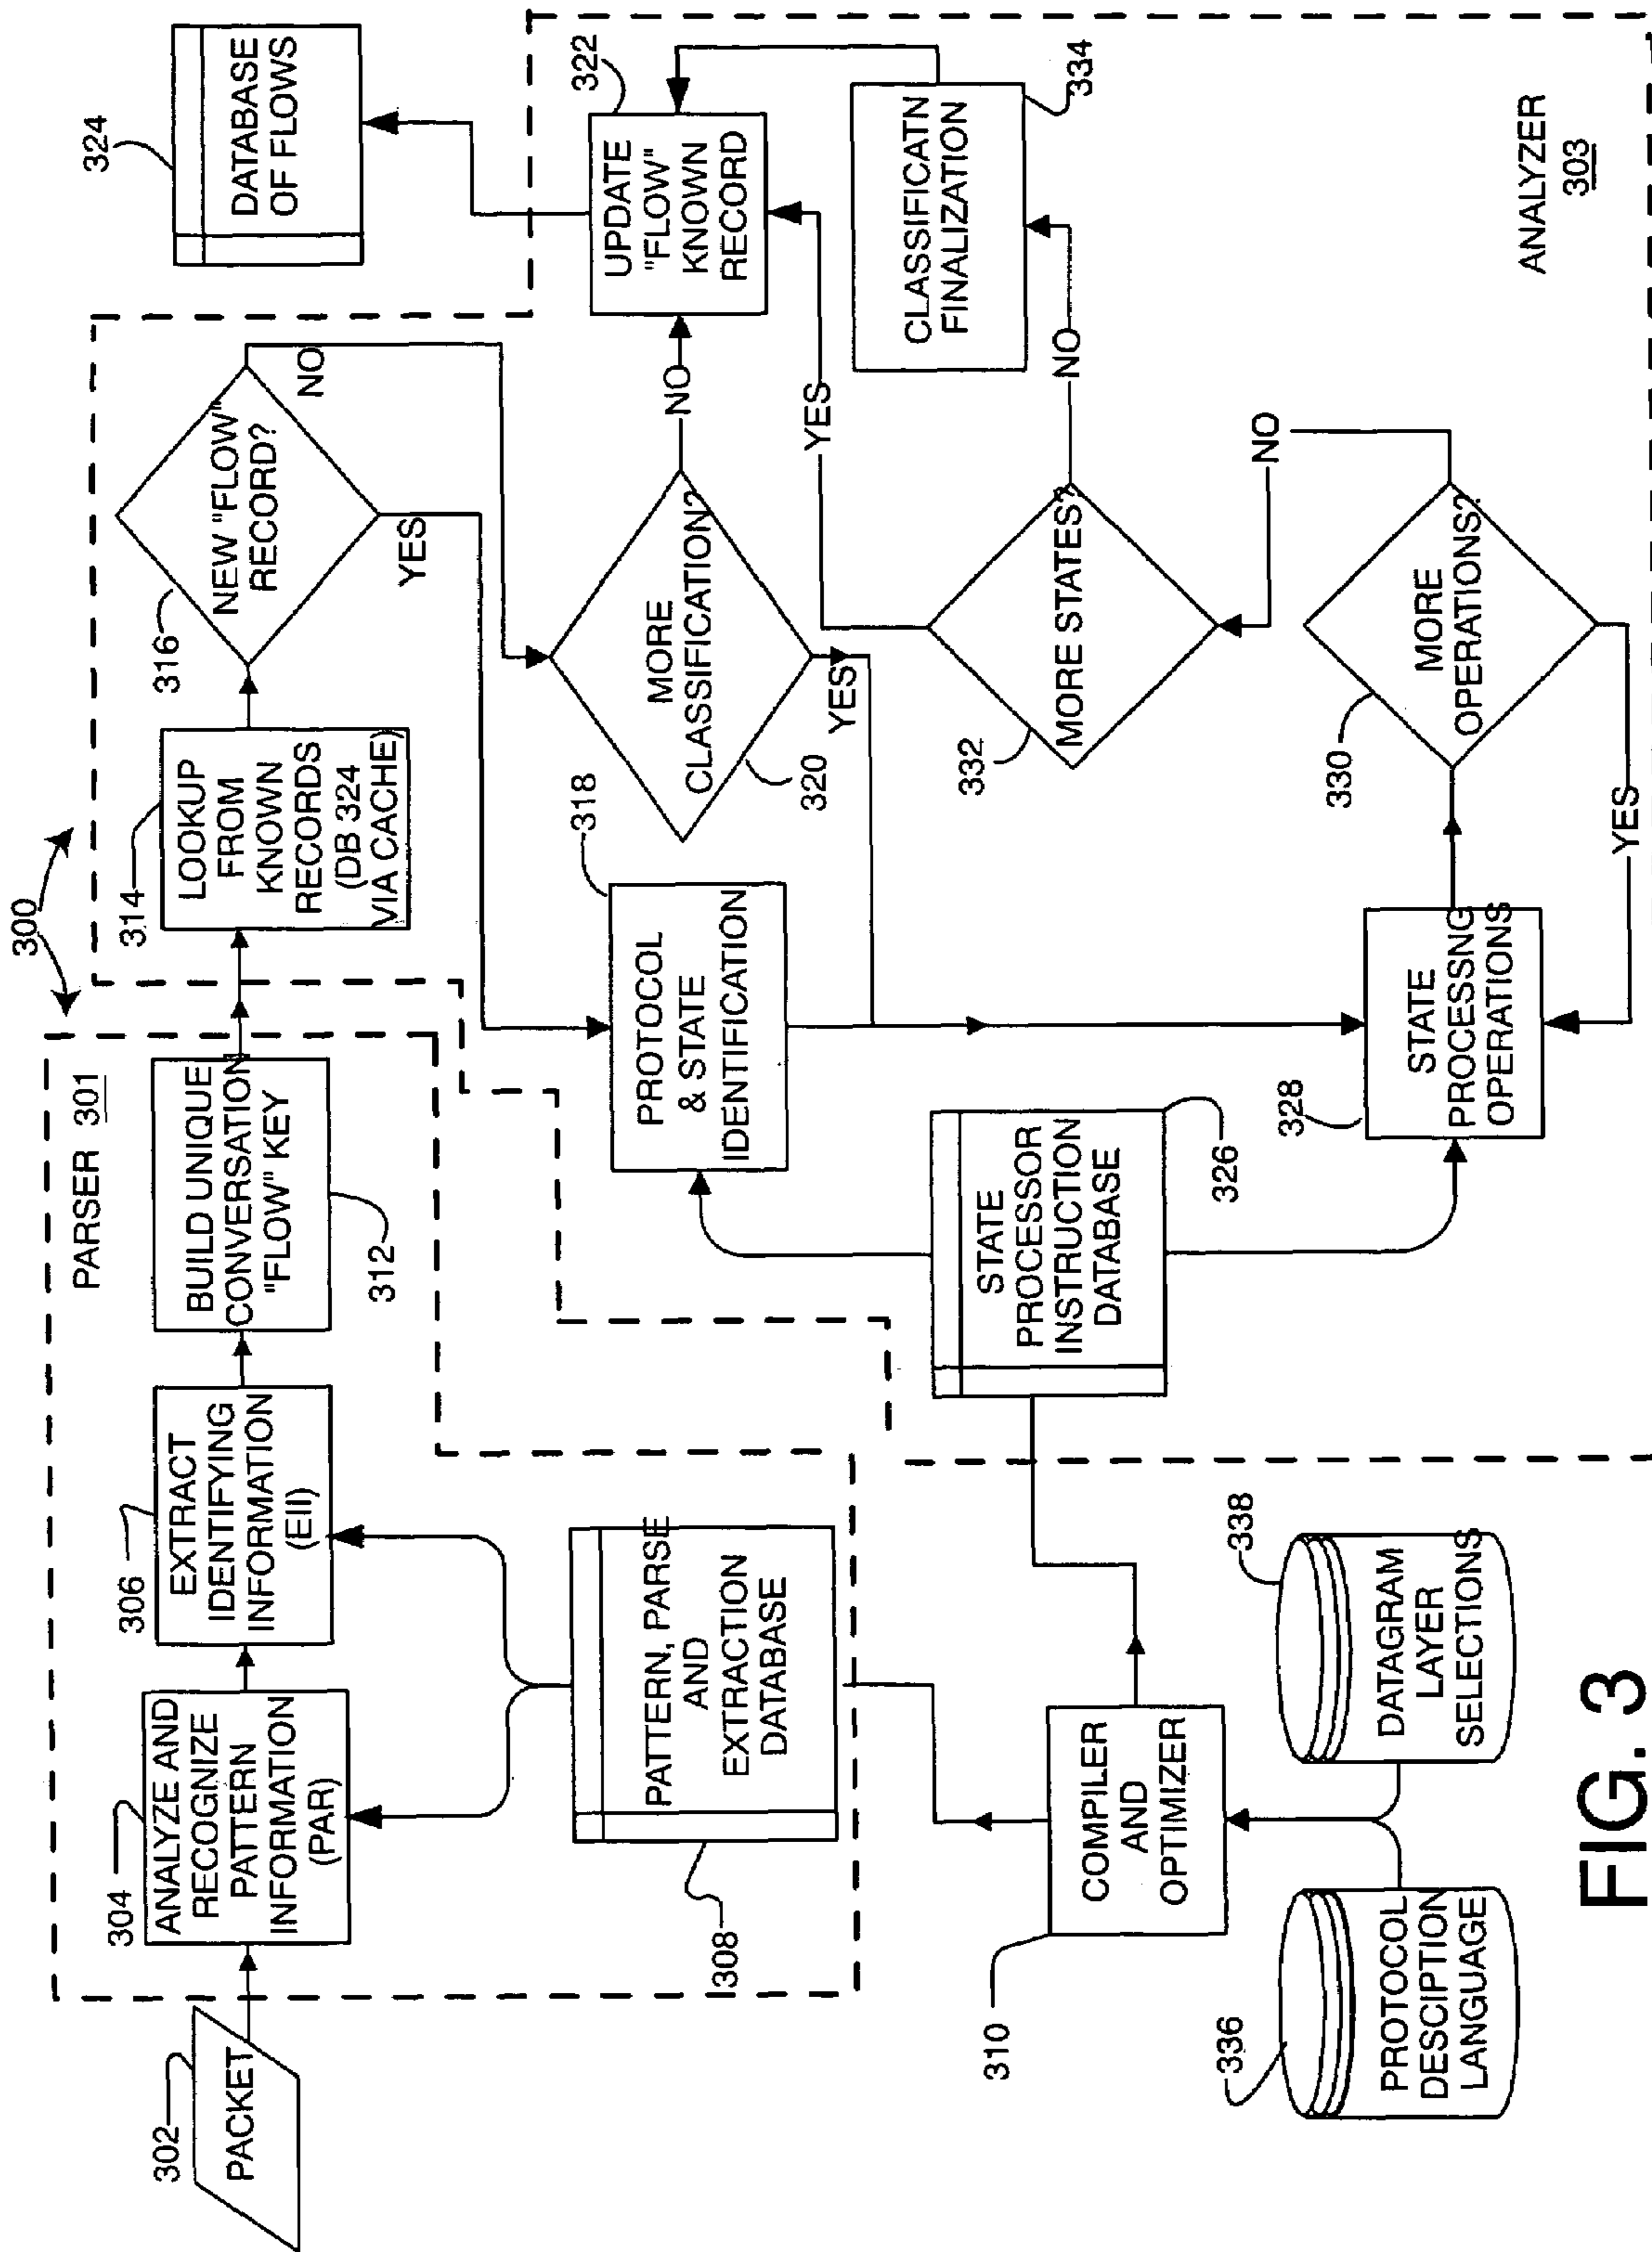 300
PARSER 301
302
PACKET
304
ANALYZE AND
RECOGNIZE
PATTERN
INFORMATION
(PAR)
306
EXTRACT
IDENTIFYING
INFORMATION
(EII)
BUILD UNIQUE
CONVERSATION
"FLOW" KEY
312
314
LOOKUP
FROM
KNOWN
RECORDS
(DB 324
VIA CACHE)
316
NEW "FLOW"
RECORD?
NO
YES
324
DATABASE
OF FLOWS
308
PATTERN, PARSE
AND
EXTRACTION
DATABASE
318
PROTOCOL
& STATE
IDENTIFICATION
MORE
CLASSIFICATION?
320
NO
YES
322
UPDATE
"FLOW"
KNOWN
RECORD
STATE
PROCESSOR
INSTRUCTION
DATABASE
326
332
MORE STATES?
YES
NO
CLASSIFICATN
FINALIZATION
334
310
COMPILER
AND
OPTIMIZER
328
STATE
PROCESSNG
OPERATIONS
330
MORE
OPERATIONS?
NO
YES
336
PROTOCOL
DESCIPTION
LANGUAGE
338
DATAGRAM
LAYER
SELECTIONS
ANALYZER
303
FIG. 3